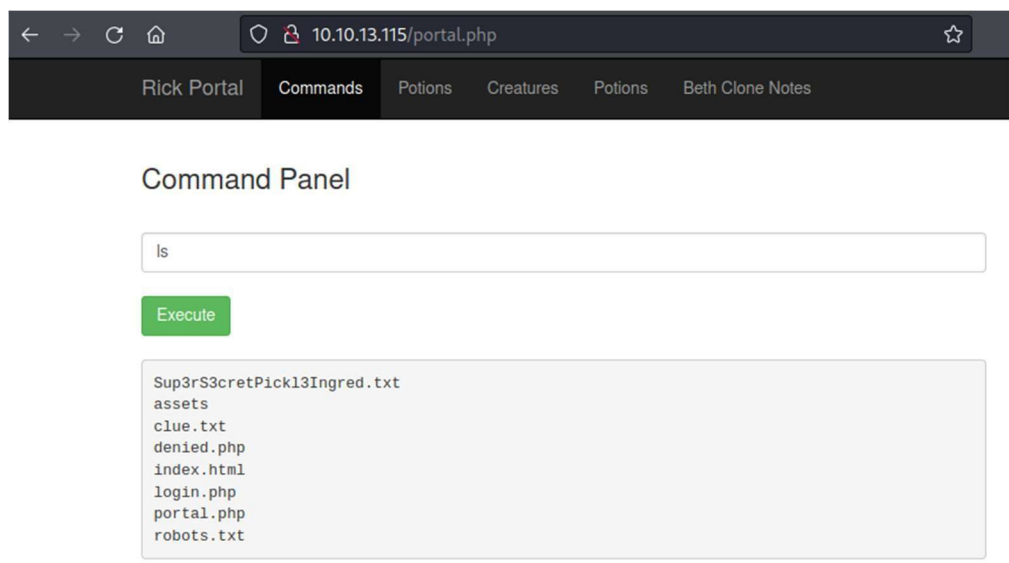 10.10.13.115/portal.php
Rick Portal Commands Potions Creatures Potions Beth Clone Notes
Command Panel
ls
Execute
Sup3rS3cretPickl3Ingred.txt
assets
clue.txt
denied.php
index.html
login.php
portal.php
robots.txt